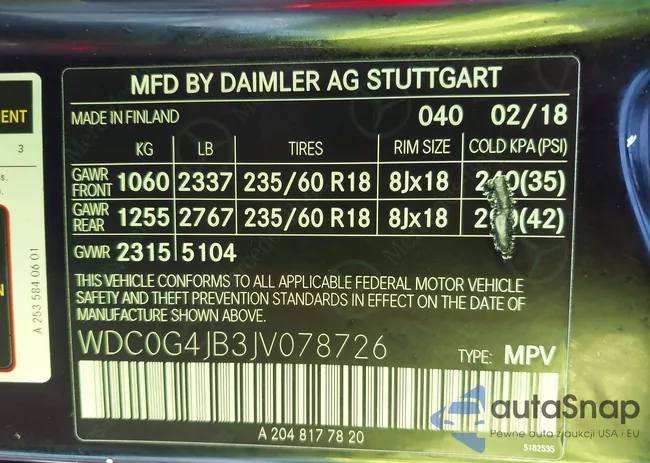 MFD BY DAIMLER AG STUTTGART
MADE IN FINLAND 040 02/18
KG LB TIRES RIM SIZE COLD KPA(PSI)
GAWR FRONT 1060 2337 235/60 R18 8Jx18 240(35)
GAWR REAR 1255 2767 235/60 R18 8Jx18 (42)
GVWR 2315 5104
THIS VEHICLE CONFORMS TO ALL APPLICABLE FEDERAL MOTOR VEHICLE
SAFETY AND THEFT PREVENTION STANDARDS IN EFFECT ON THE DATE OF
MANUFACTURE SHOWN ABOVE.
WDC0G4JB3JV078726 TYPE: MPV
A 204 817 78 20
ENT
3
s.
A 253 584 06 01
autoSnap
Pewne auta z aukcji USA i EU
5182535